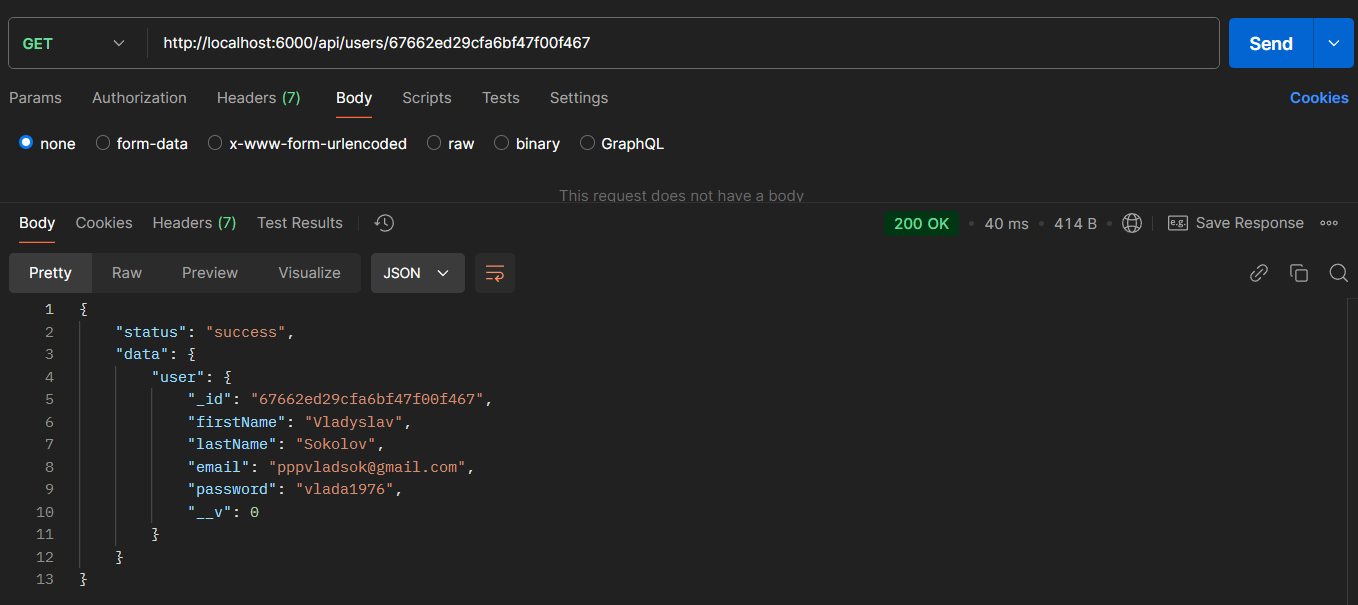 GET http://localhost:6000/api/users/67662ed29cfa6bf47f00f467 Send
Params Authorization Headers (7) Body Scripts Tests Settings Cookies
none form-data x-www-form-urlencoded raw binary GraphQL
This request does not have a body
Body Cookies Headers (7) Test Results 200 OK • 40 ms • 414 B • e.g. Save Response
Pretty Raw Preview Visualize JSON
1 {
2 "status": "success",
3 "data": {
4 "user": {
5 "_id": "67662ed29cfa6bf47f00f467",
6 "firstName": "Vladyslav",
7 "lastName": "Sokolov",
8 "email": "pppvladsok@gmail.com",
9 "password": "vlada1976",
10 "__v": 0
11 }
12 }
13 }